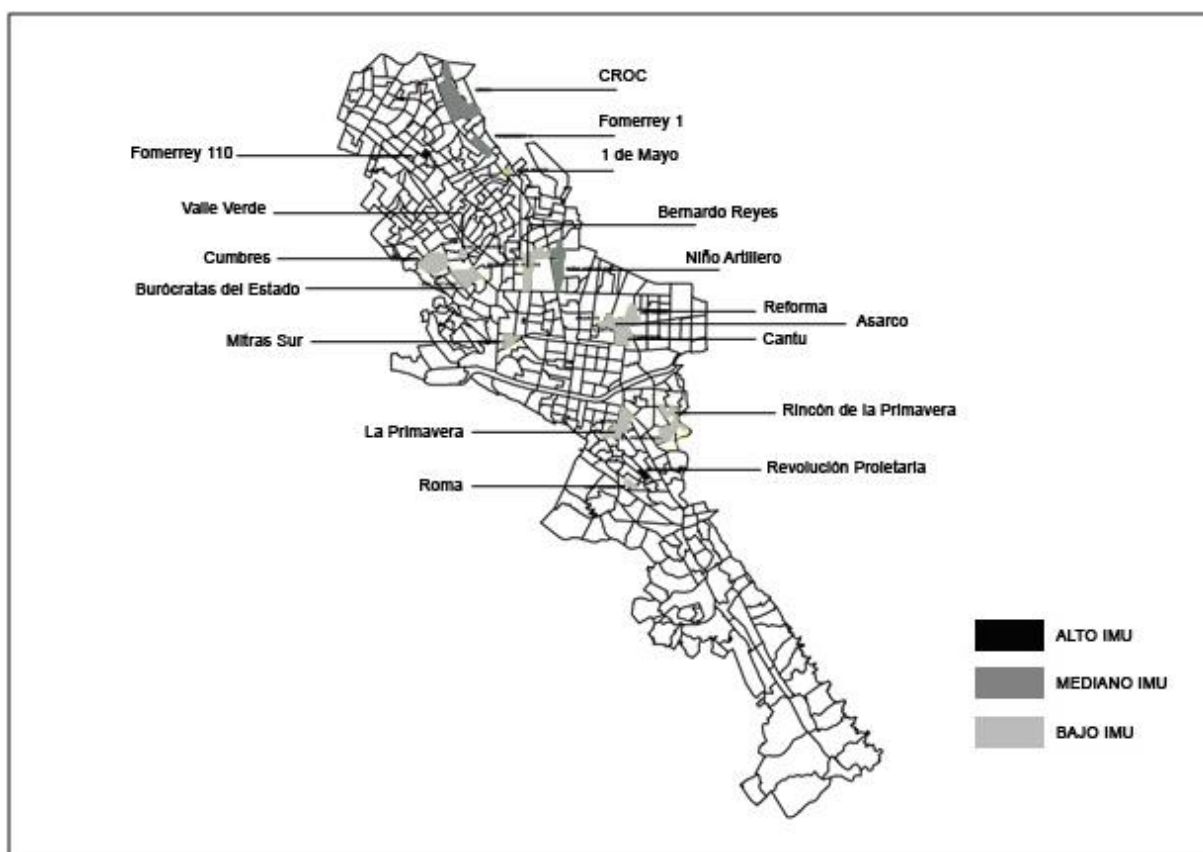 CROC
Fomerrey 1
Fomerrey 110
1 de Mayo
Valle Verde
Bernardo Reyes
Cumbres
Niño Artillero
Burócratas del Estado
Reforma
Asarco
Mitras Sur
Cantu
Rincón de la Primavera
La Primavera
Revolución Proletaria
Roma
ALTO IMU
MEDIANO IMU
BAJO IMU